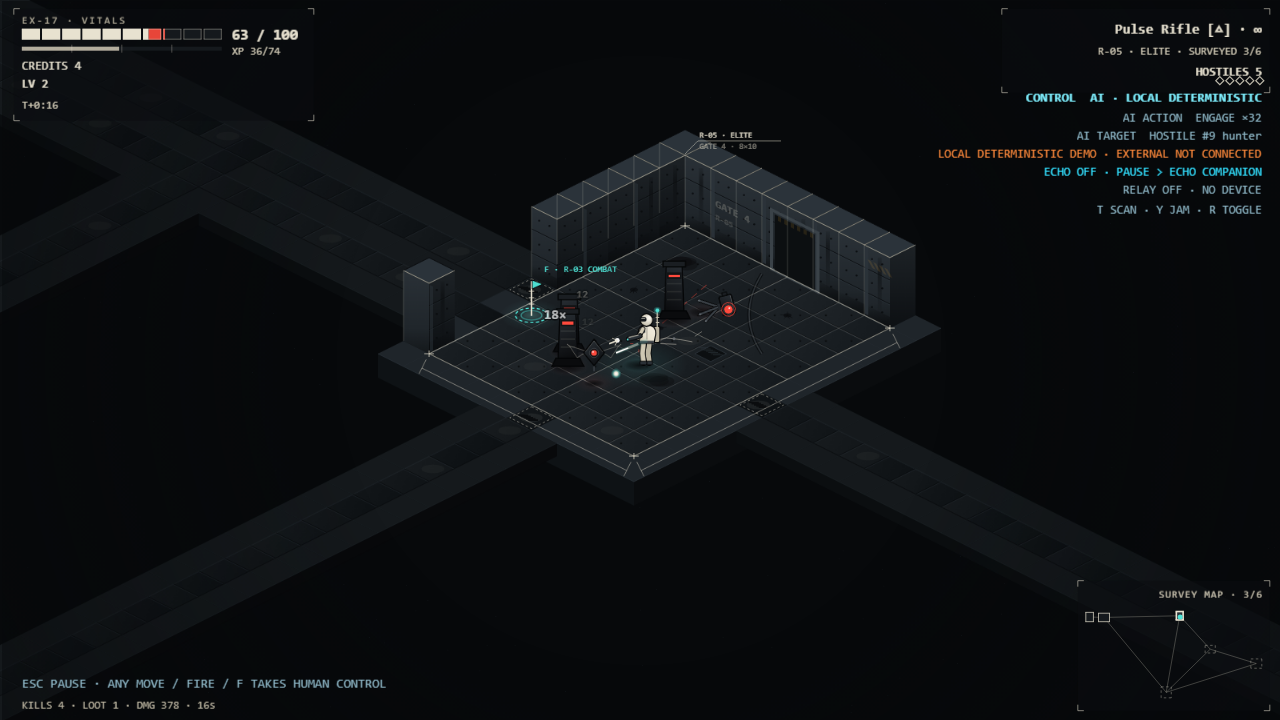 EX-17 · VITALS
63 / 100
XP 36/74
CREDITS 4
LV 2
T+0:16
Pulse Rifle [▲] · ∞
R-05 · ELITE · SURVEYED 3/6
HOSTILES 5
CONTROL AI · LOCAL DETERMINISTIC
AI ACTION ENGAGE ×32
AI TARGET HOSTILE #9 hunter
LOCAL DETERMINISTIC DEMO · EXTERNAL NOT CONNECTED
ECHO OFF · PAUSE > ECHO COMPANION
RELAY OFF · NO DEVICE
T SCAN · Y JAM · R TOGGLE
R-05 · ELITE
GATE 4 · 8×10
GATE 4
R-05
F · R-03 COMBAT
12
18×
12
SURVEY MAP · 3/6
ESC PAUSE · ANY MOVE / FIRE / F TAKES HUMAN CONTROL
KILLS 4 · LOOT 1 · DMG 378 · 16s